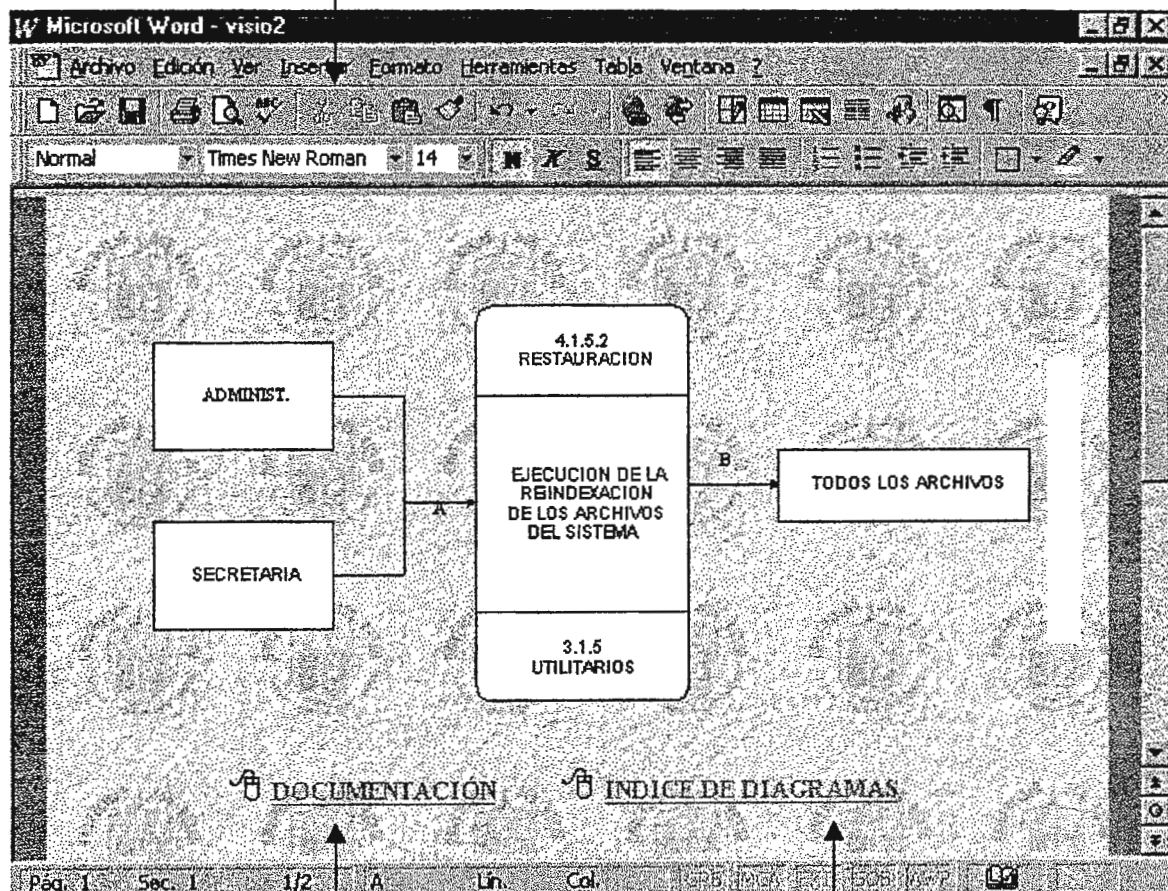 Microsoft Word - visio2
Archivo Edición Ver Insertar Formato Herramientas Tabla Ventana ?
Normal Times New Roman 14 N K S
4.1.5.2
RESTAURACION
ADMINIST.
EJECUCION DE LA
REINDEXACION
DE LOS ARCHIVOS
DEL SISTEMA
A
B
TODOS LOS ARCHIVOS
SECRETARIA
3.1.5
UTILITARIOS
DOCUMENTACIÓN INDICE DE DIAGRAMAS
Pág. 1 Sec. 1 1/2 A Lín. Col.